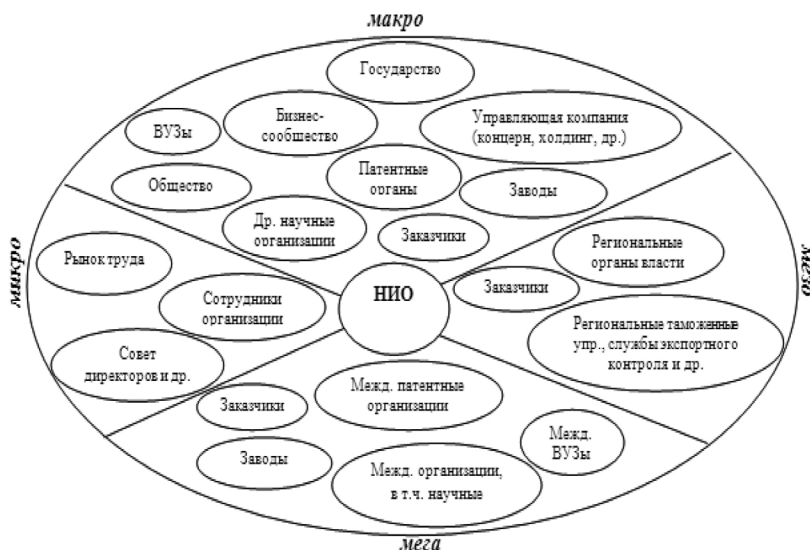 макро
Государство
Бизнес-
сообщество
Управляющая компания
(концерн, холдинг, др.)
ВУЗы
Общество
Патентные
органы
Заводы
Др. научные
организации
Заказчики
микро
Рынок труда
Сотрудники
организации
Совет
директоров и др.
НИО
мезо
Региональные
органы власти
Заказчики
Региональные таможенные
упр., службы экспортного
контроля и др.
Заказчики
Межд. патентные
организации
Заводы
Межд.
ВУЗы
Межд. организации,
в т.ч. научные
мега